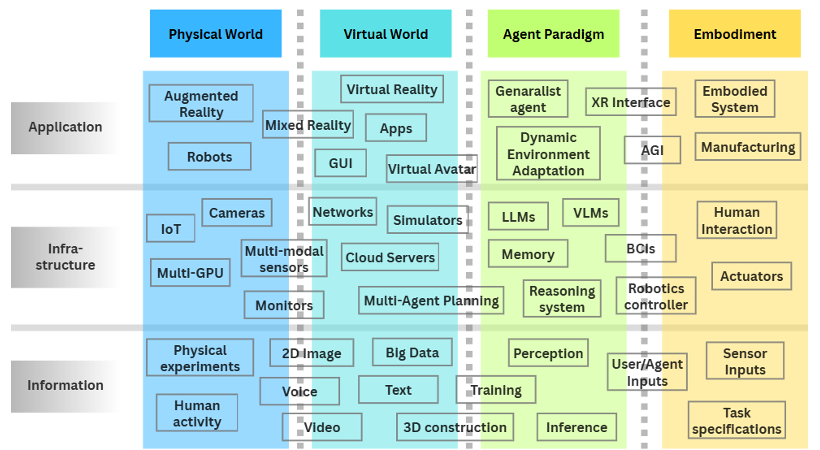 Physical World
Virtual World
Agent Paradigm
Embodiment
Application
Augmented
Reality
Mixed Reality
Robots
Virtual Reality
Apps
GUI
Virtual Avatar
Genaralist
agent
XR Interface
Dynamic
Environment
Adaptation
AGI
Embodied
System
Manufacturing
Infra-
structure
IoT
Cameras
Multi-modal
sensors
Multi-GPU
Monitors
Networks
Simulators
Cloud Servers
Multi-Agent Planning
LLMs
VLMs
Memory
BCIs
Reasoning
system
Robotics
controller
Human
Interaction
Actuators
Information
Physical
experiments
2D Image
Voice
Human
activity
Video
Big Data
Text
Training
3D construction
Perception
User/Agent
Inputs
Inference
Sensor
Inputs
Task
specifications